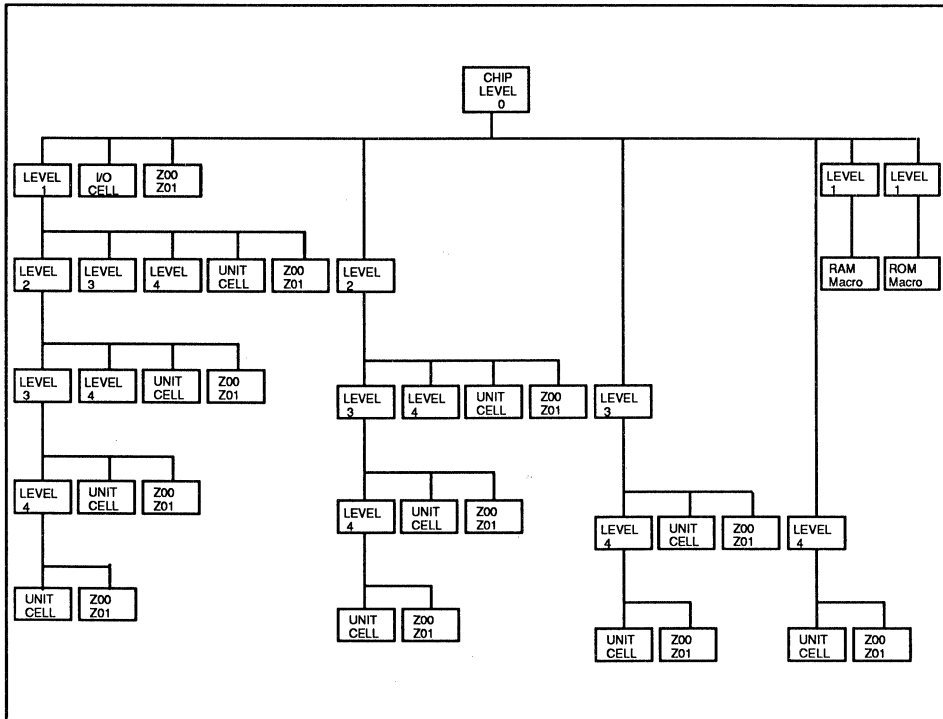 CHIP
LEVEL
0
LEVEL
1
I/O
CELL
Z00
Z01
LEVEL
1
LEVEL
1
LEVEL
2
LEVEL
3
LEVEL
4
UNIT
CELL
Z00
Z01
LEVEL
2
RAM
Macro
ROM
Macro
LEVEL
3
LEVEL
4
UNIT
CELL
Z00
Z01
LEVEL
3
LEVEL
4
UNIT
CELL
Z00
Z01
LEVEL
3
LEVEL
4
UNIT
CELL
Z00
Z01
LEVEL
4
UNIT
CELL
Z00
Z01
LEVEL
4
UNIT
CELL
Z00
Z01
LEVEL
4
UNIT
CELL
Z00
Z01
UNIT
CELL
Z00
Z01
UNIT
CELL
Z00
Z01
UNIT
CELL
Z00
Z01